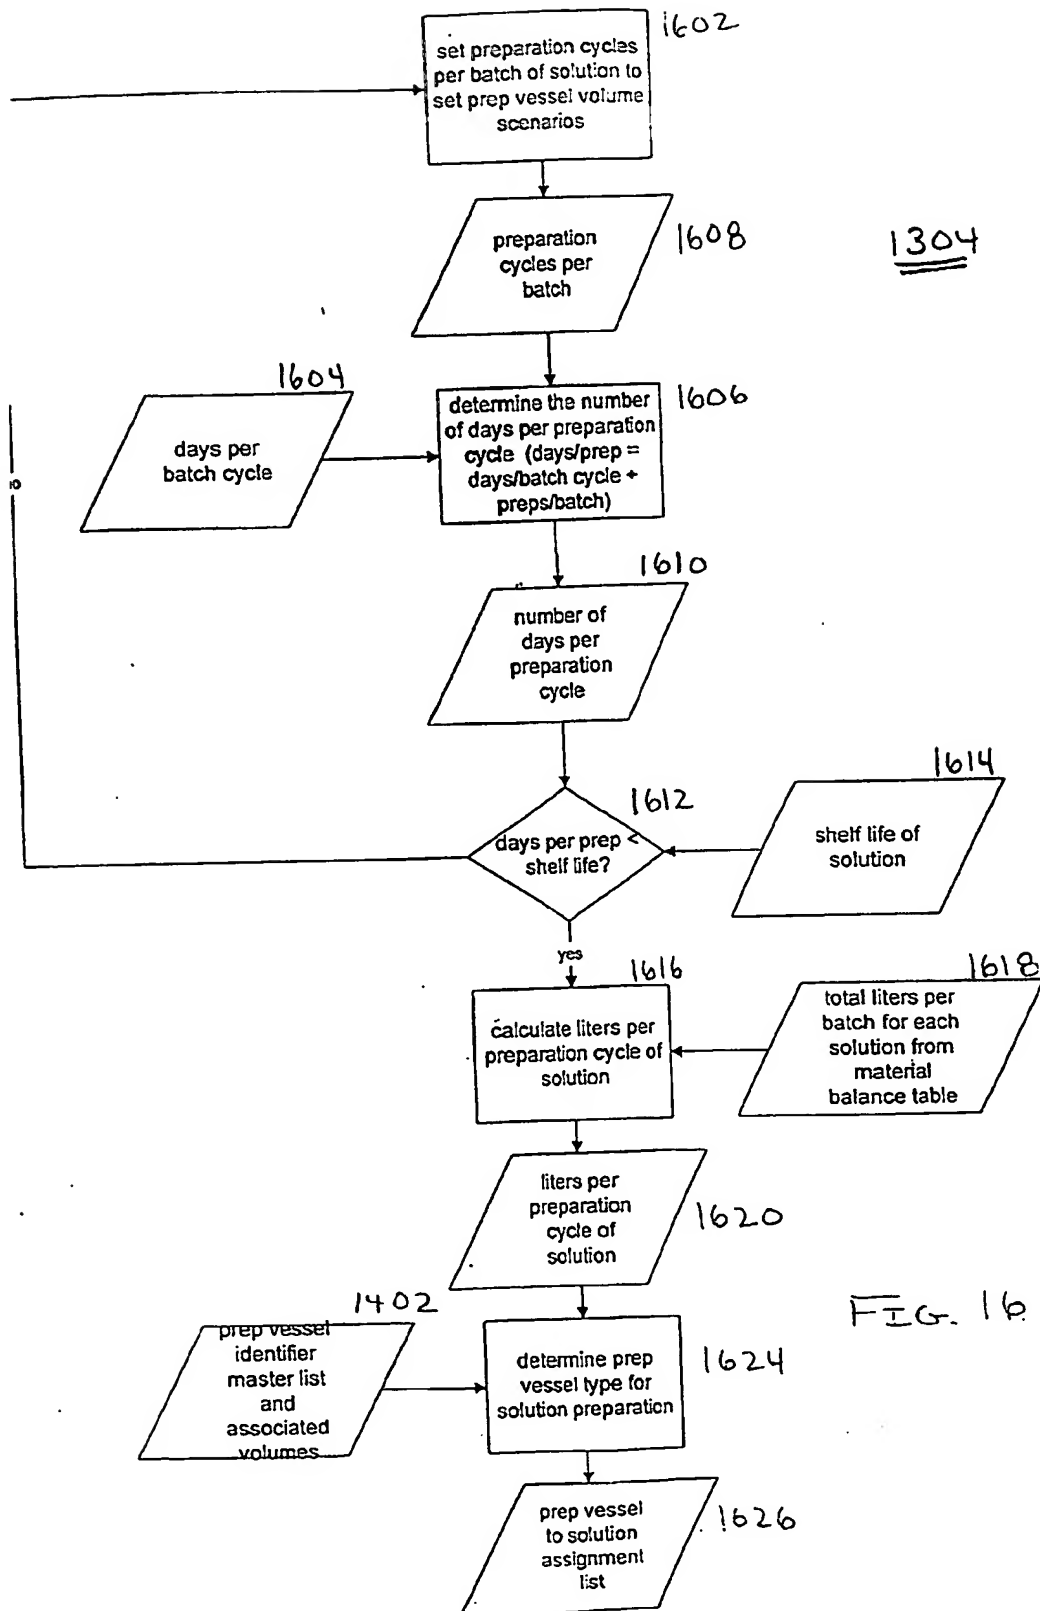 1602
set preparation cycles
per batch of solution to
set prep vessel volume
scenarios
preparation
cycles per
batch
1608
1304
1604
days per
batch cycle
determine the number
of days per preparation
cycle (days/prep =
days/batch cycle +
preps/batch)
1606
1610
number of
days per
preparation
cycle
1612
days per prep <
shelf life?
1614
shelf life of
solution
yes
1616
calculate liters per
preparation cycle of
solution
1618
total liters per
batch for each
solution from
material
balance table
liters per
preparation
cycle of
solution
1620
FIG. 16
1402
prep vessel
identifier
master list
and
associated
volumes
determine prep
vessel type for
solution preparation
1624
prep vessel
to solution
assignment
list
1626